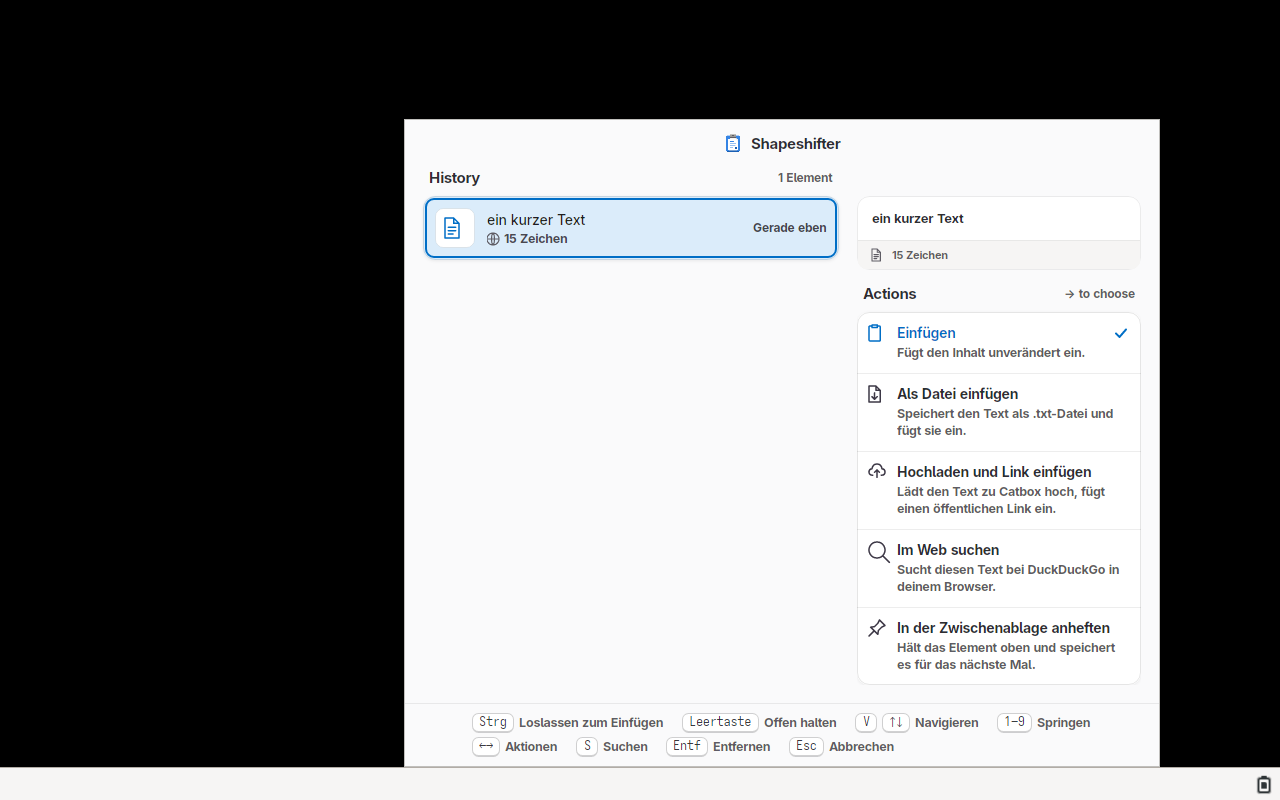 Shapeshifter
History
1 Element
ein kurzer Text
15 Zeichen
Gerade eben
ein kurzer Text
15 Zeichen
Actions
→ to choose
Einfügen
Fügt den Inhalt unverändert ein.
Als Datei einfügen
Speichert den Text als .txt-Datei und
fügt sie ein.
Hochladen und Link einfügen
Lädt den Text zu Catbox hoch, fügt
einen öffentlichen Link ein.
Im Web suchen
Sucht diesen Text bei DuckDuckGo in
deinem Browser.
In der Zwischenablage anheften
Hält das Element oben und speichert
es für das nächste Mal.
Strg Loslassen zum Einfügen Leertaste Offen halten V ↑↓ Navigieren 1–9 Springen
←→ Aktionen S Suchen Entf Entfernen Esc Abbrechen